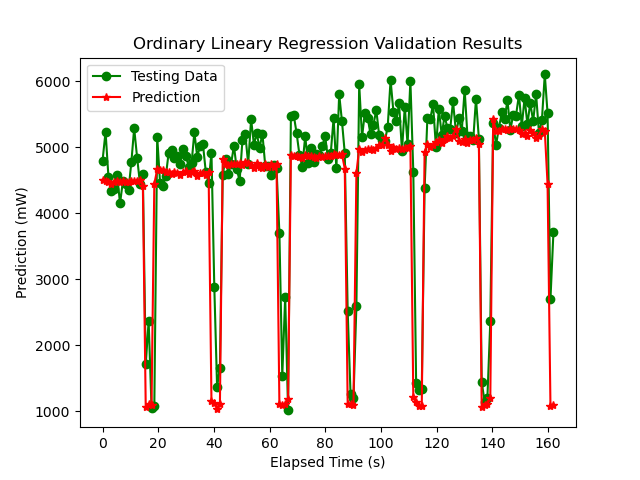 Ordinary Lineary Regression Validation Results
Testing Data
Prediction
Prediction (mW)
6000
5000
4000
3000
2000
1000
0 20 40 60 80 100 120 140 160
Elapsed Time (s)